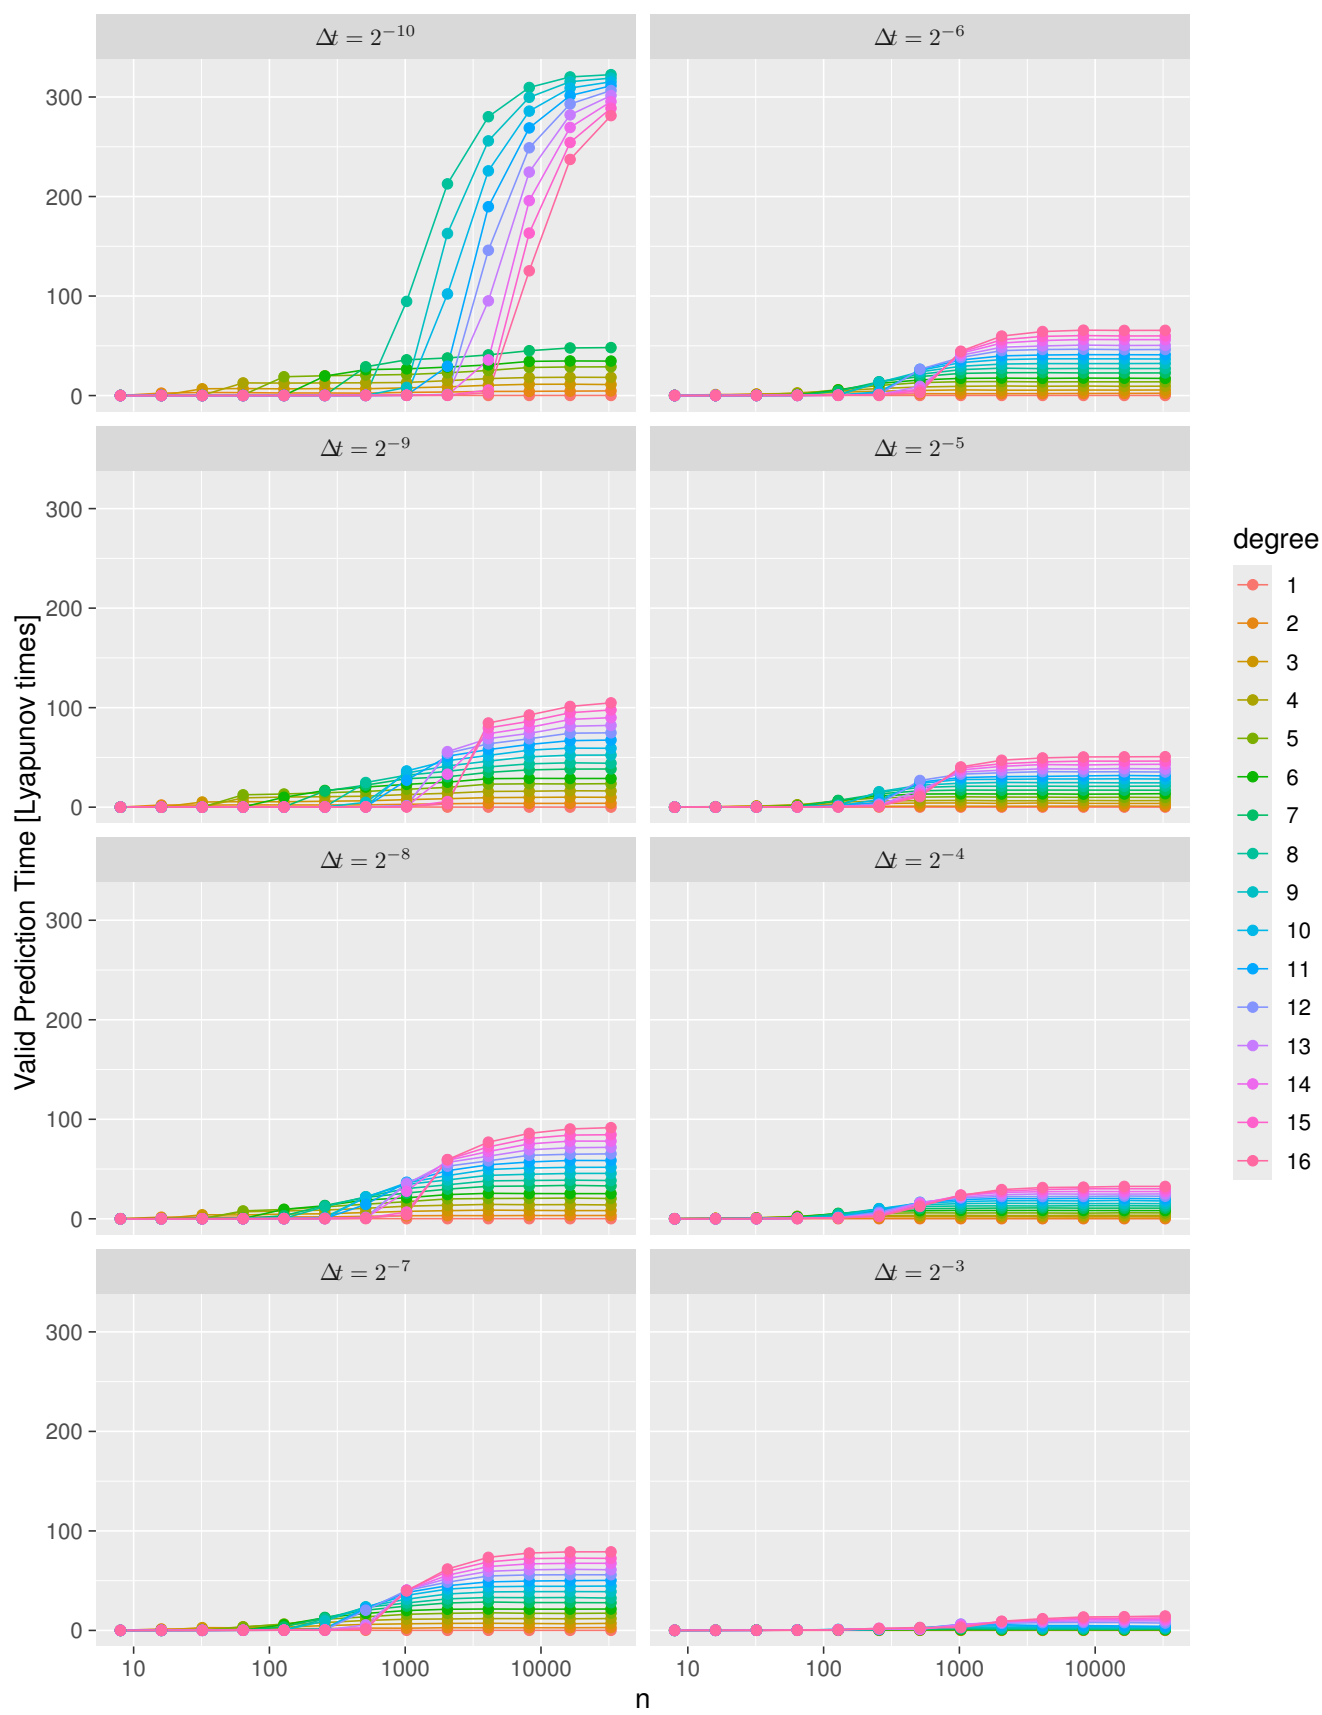 Δt = 2⁻¹⁰
Δt = 2⁻⁶
300
200
100
0
Δt = 2⁻⁹
Δt = 2⁻⁵
300
200
100
0
Δt = 2⁻⁸
Δt = 2⁻⁴
300
200
100
0
Δt = 2⁻⁷
Δt = 2⁻³
300
200
100
0
10 100 1000 10000
10 100 1000 10000
n
Valid Prediction Time [Lyapunov times]
degree
1
2
3
4
5
6
7
8
9
10
11
12
13
14
15
16